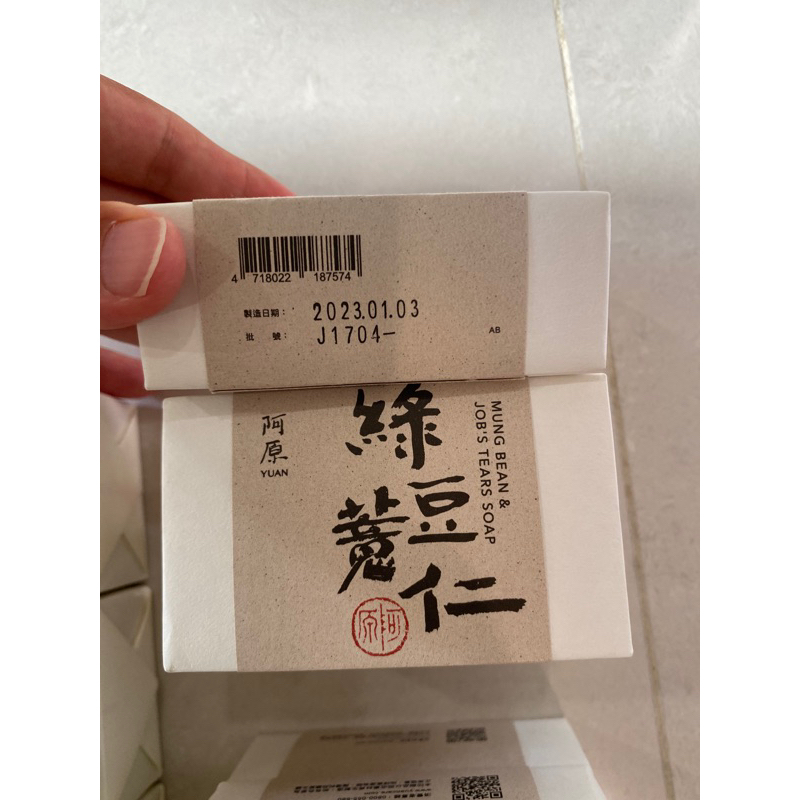 4 718022 187574
製造日期： 2023.01.03
批 號： J1704-
AB
阿原
YUAN
綠豆薏仁
MUNG BEAN &
JOB'S TEARS SOAP
阿原